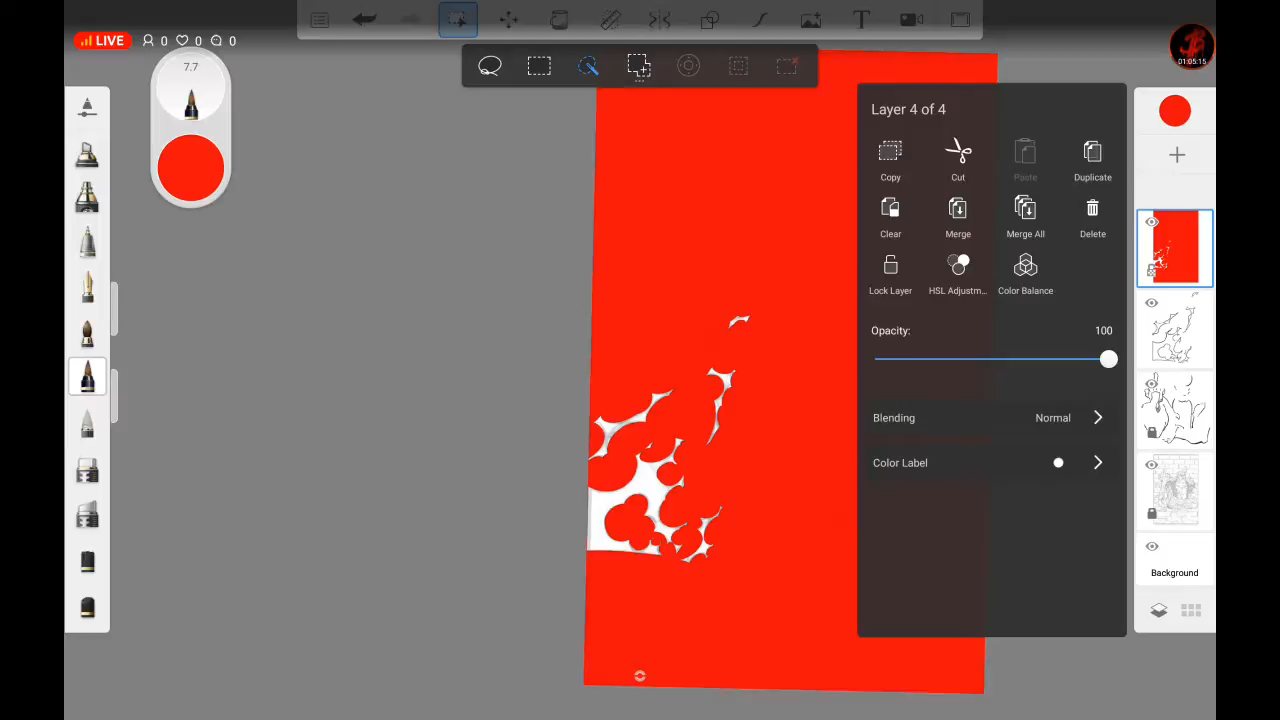 LIVE 0 0 0
01:05:15
7.7
Layer 4 of 4
Copy Cut Paste Duplicate
Clear Merge Merge All Delete
Lock Layer HSL Adjustm... Color Balance
Opacity: 100
Blending Normal
Color Label
Background
T